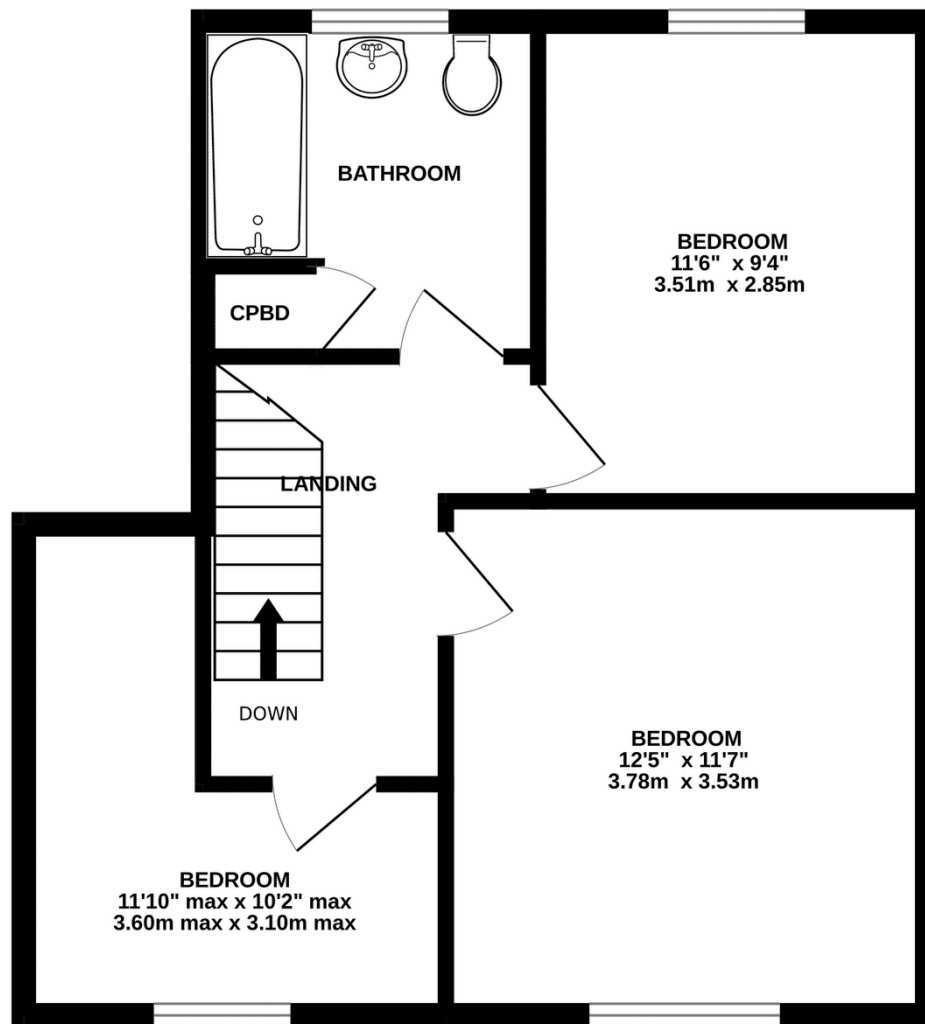 BATHROOM
BEDROOM
11'6" x 9'4"
3.51m x 2.85m
CPBD
LANDING
DOWN
BEDROOM
12'5" x 11'7"
3.78m x 3.53m
BEDROOM
11'10" max x 10'2" max
3.60m max x 3.10m max